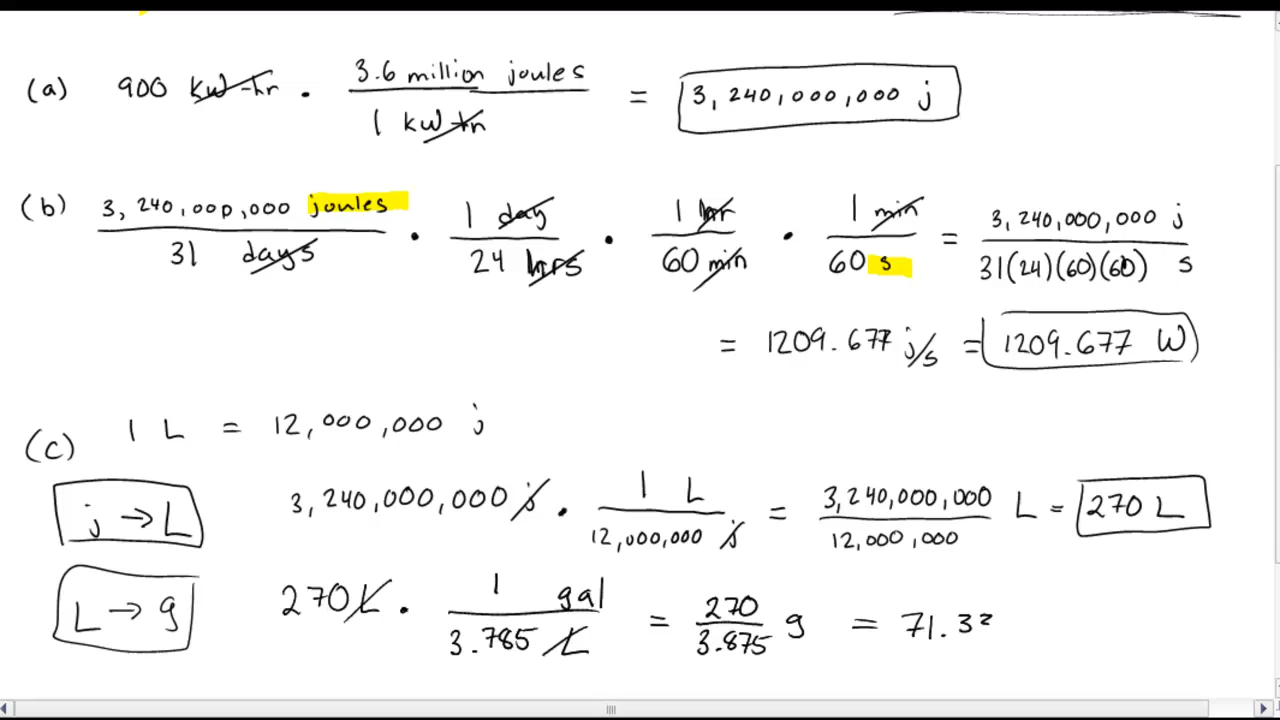 (a) 900 kw-hr · 3.6 million joules / 1 kw-hr = 3,240,000,000 j
(b) 3,240,000,000 joules / 31 days · 1 day / 24 hrs · 1 hr / 60 min · 1 min / 60 s = 3,240,000,000 j / 31(24)(60)(60) s
= 1209.677 j/s = 1209.677 W
(c) 1 L = 12,000,000 j
j → L 3,240,000,000 j · 1 L / 12,000,000 j = 3,240,000,000 / 12,000,000 L = 270 L
L → g 270 L · 1 gal / 3.785 L = 270 / 3.875 g = 71.33